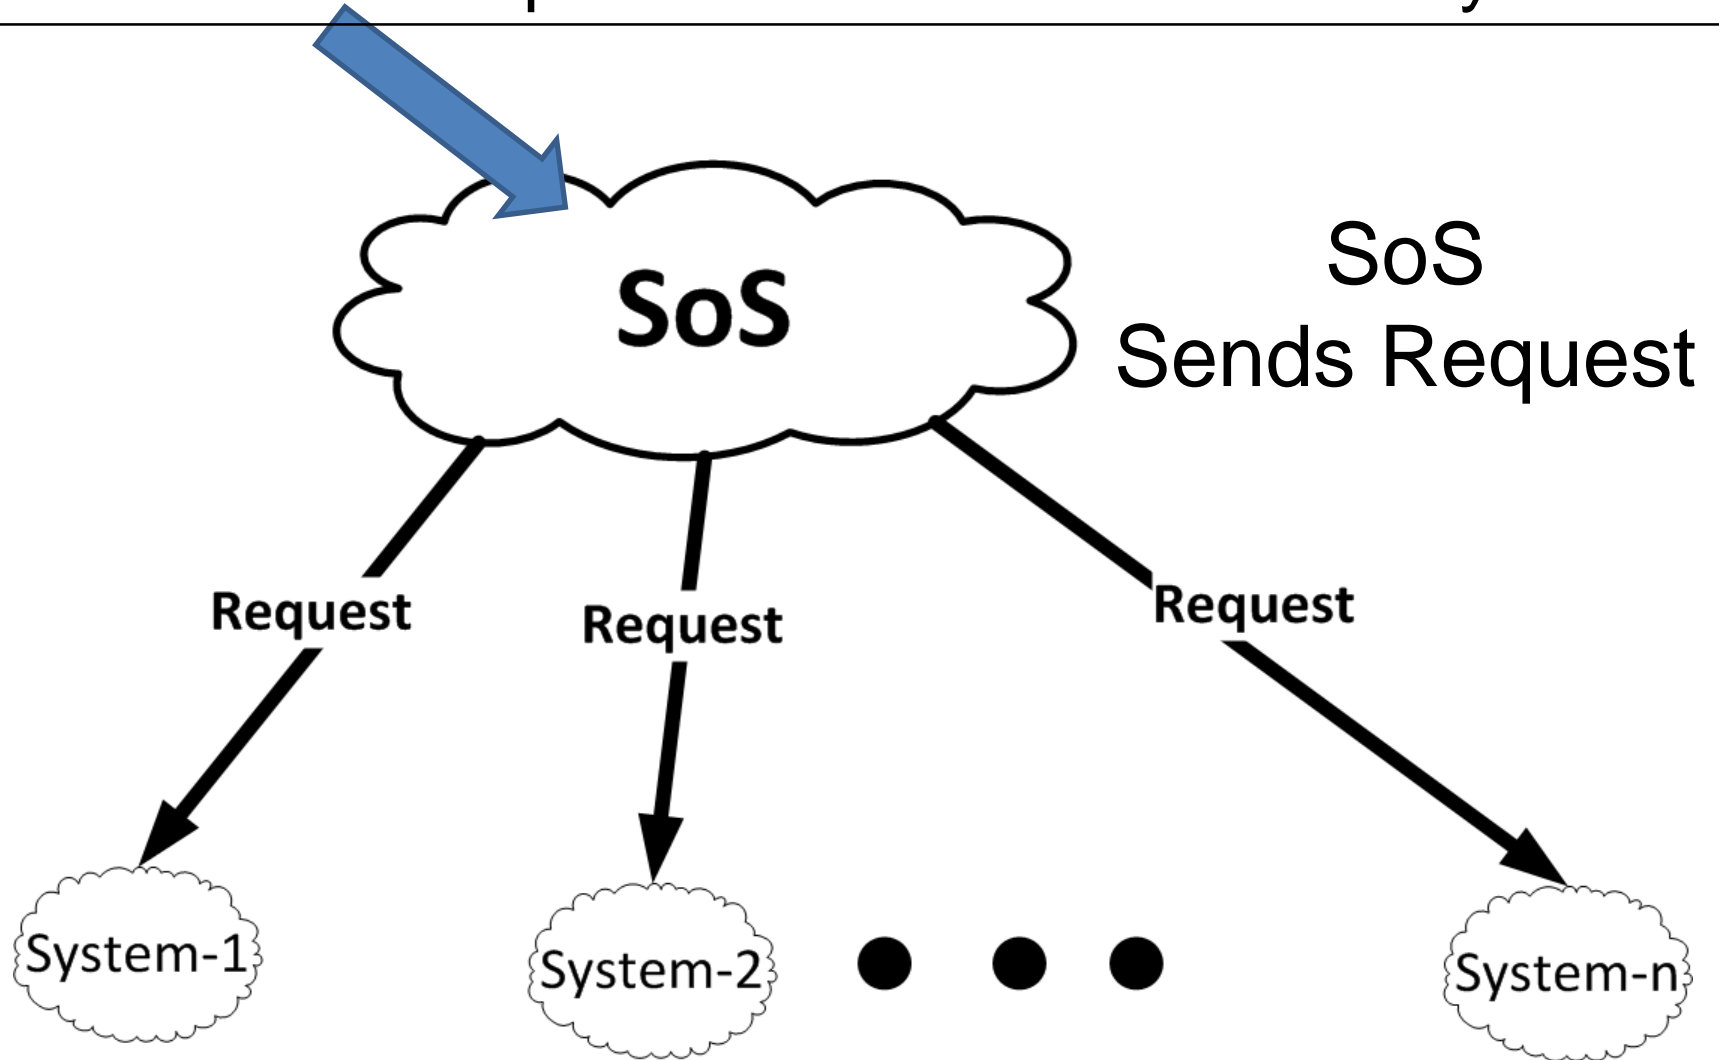 SoS
SoS
Sends Request
Request
Request
Request
System-1
System-2
System-n